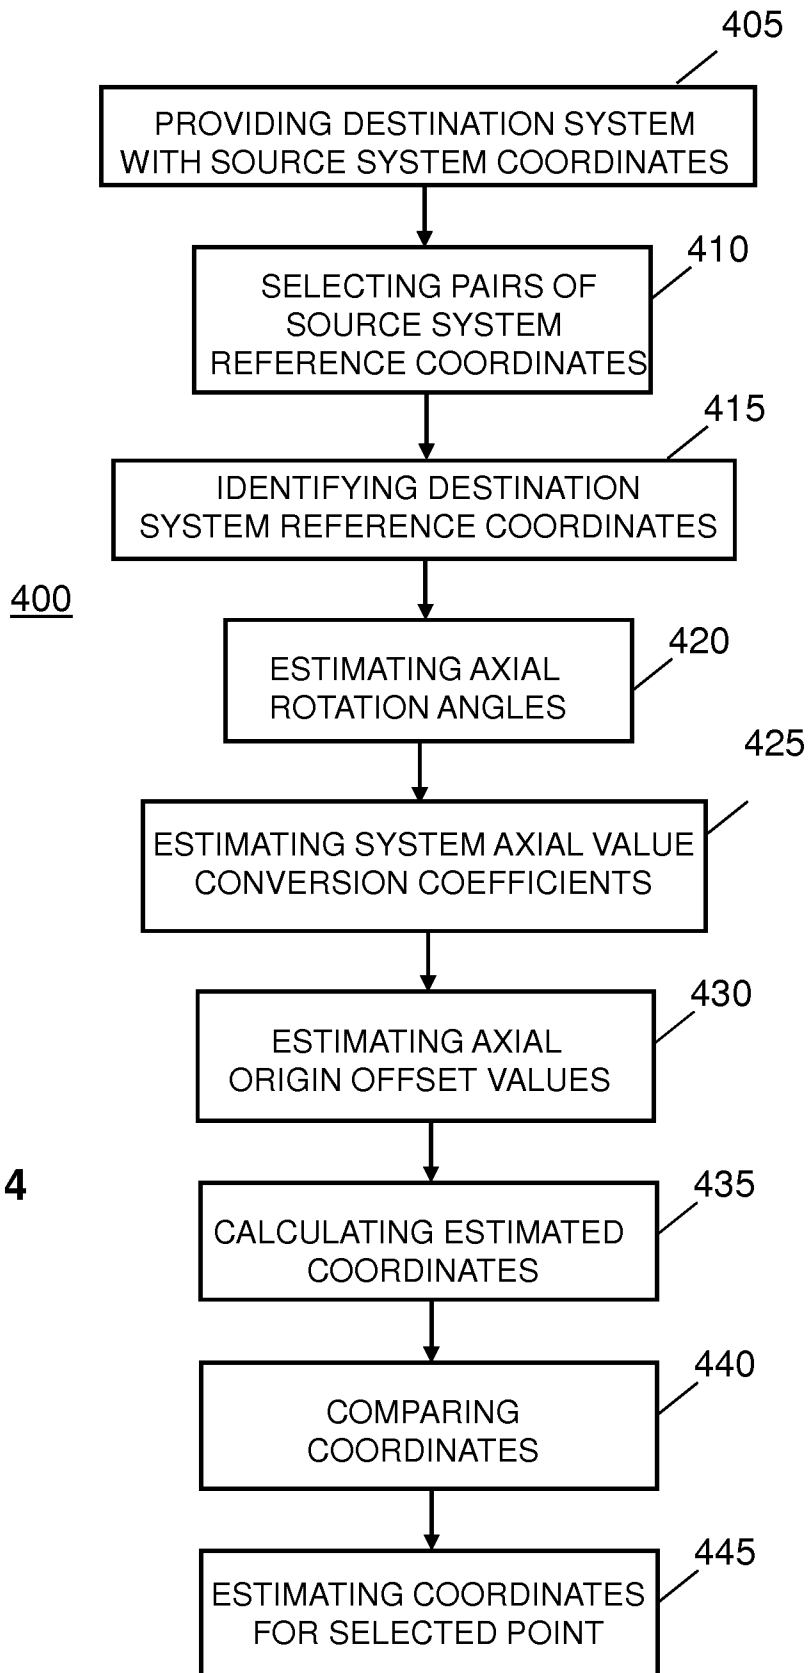 405
PROVIDING DESTINATION SYSTEM
WITH SOURCE SYSTEM COORDINATES
410
SELECTING PAIRS OF
SOURCE SYSTEM
REFERENCE COORDINATES
415
IDENTIFYING DESTINATION
SYSTEM REFERENCE COORDINATES
400
420
ESTIMATING AXIAL
ROTATION ANGLES
425
ESTIMATING SYSTEM AXIAL VALUE
CONVERSION COEFFICIENTS
430
ESTIMATING AXIAL
ORIGIN OFFSET VALUES
4
435
CALCULATING ESTIMATED
COORDINATES
440
COMPARING
COORDINATES
445
ESTIMATING COORDINATES
FOR SELECTED POINT